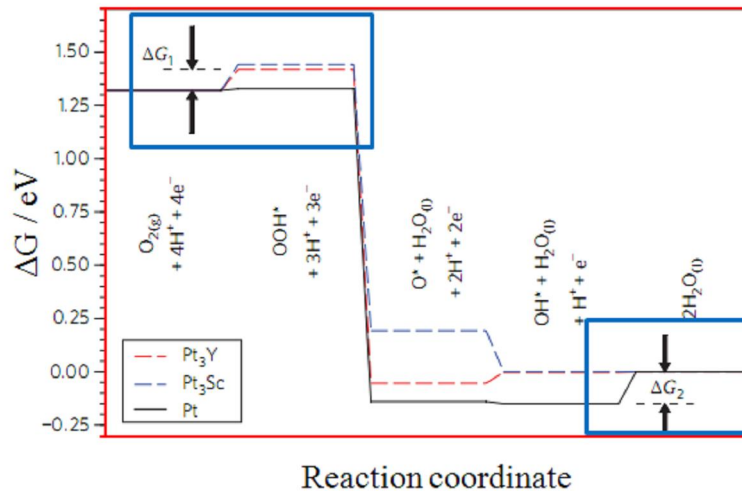 ΔG / eV
1.50
1.25
1.00
0.75
0.50
0.25
0.00
−0.25
ΔG₁
O₂(g)
+ 4H⁺ + 4e⁻
OOH*
+ 3H⁺ + 3e⁻
O* + H₂O(l)
+ 2H⁺ + 2e⁻
OH* + H₂O(l)
+ H⁺ + e⁻
2H₂O(l)
ΔG₂
Pt₃Y
Pt₃Sc
Pt
Reaction coordinate